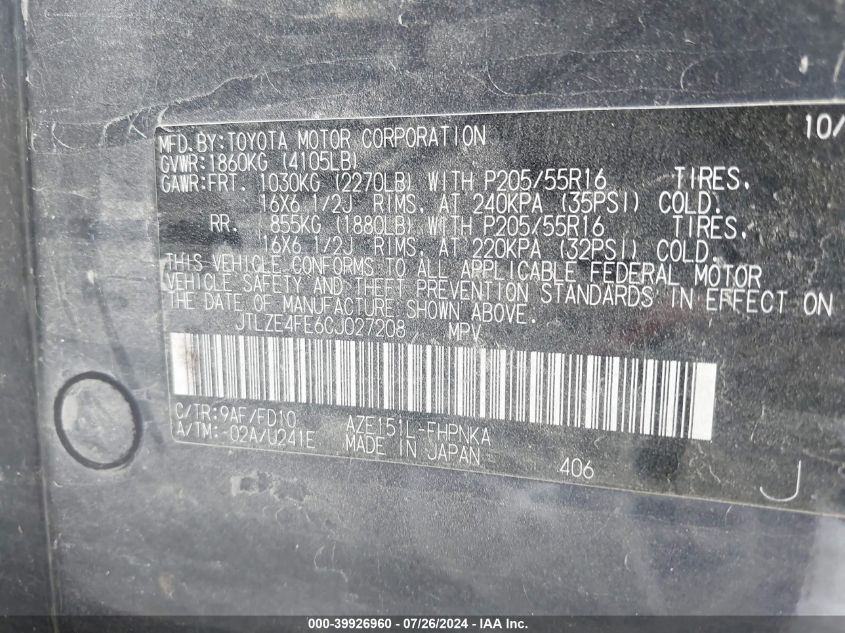 10/
MFD.BY:TOYOTA MOTOR CORPORATION
GVWR:1860KG (4105LB)
GAWR:FRT. 1030KG (2270LB) WITH P205/55R16 TIRES,
16X6 1/2J RIMS, AT 240KPA (35PSI) COLD.
RR. 855KG (1880LB) WITH P205/55R16 TIRES,
16X6 1/2J RIMS, AT 220KPA (32PSI) COLD.
THIS VEHICLE CONFORMS TO ALL APPLICABLE FEDERAL MOTOR
VEHICLE SAFETY AND THEFT PREVENTION STANDARDS IN EFFECT ON
THE DATE OF MANUFACTURE SHOWN ABOVE.
JTLZE4FE6CJ027208 MPV
C/TR:9AF/FD10 AZE151L-FHPNKA
A/TM:-02A/U241E MADE IN JAPAN
406 J
000-39926960 - 07/26/2024 - IAA Inc.